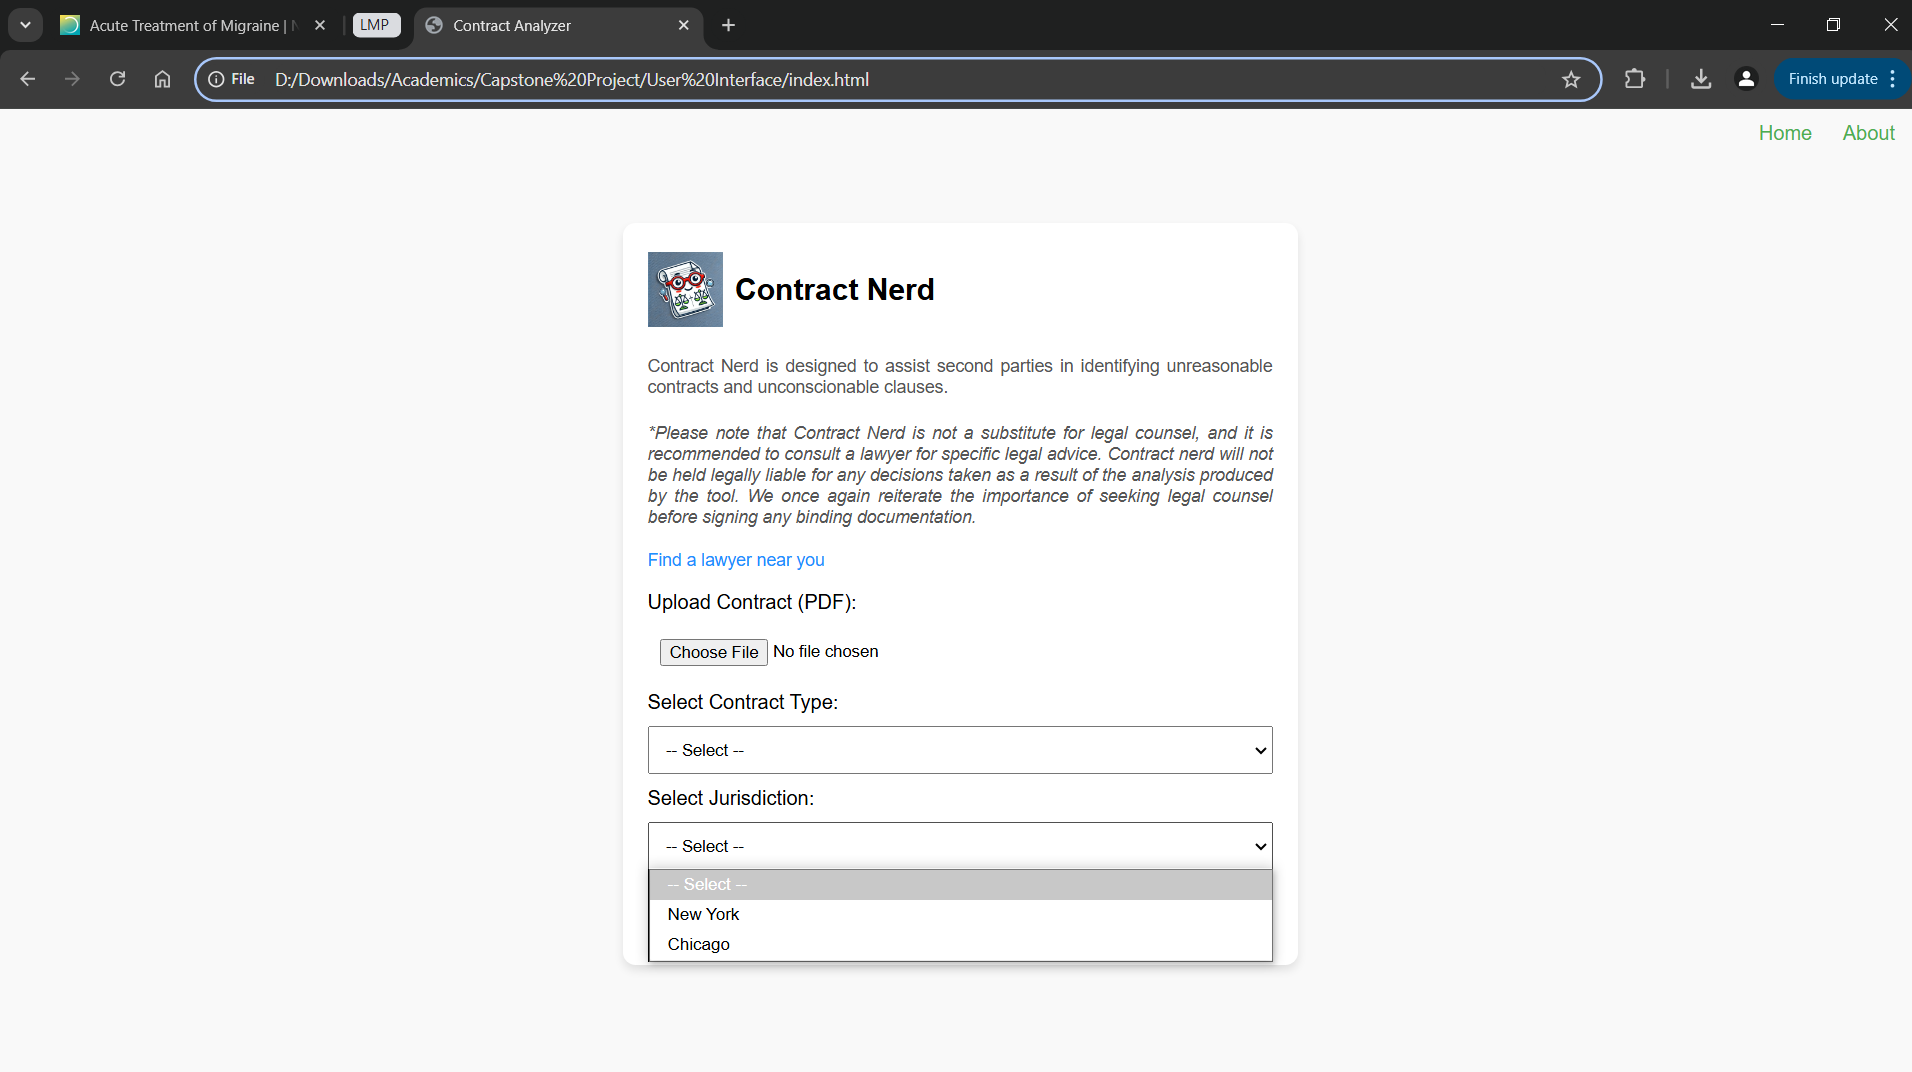 Acute Treatment of Migraine |
LMP
Contract Analyzer
File
D:/Downloads/Academics/Capstone%20Project/User%20Interface/index.html
Finish update
Home
About
Contract Nerd
Contract Nerd is designed to assist second parties in identifying unreasonable
contracts and unconscionable clauses.
*Please note that Contract Nerd is not a substitute for legal counsel, and it is
recommended to consult a lawyer for specific legal advice. Contract nerd will not
be held legally liable for any decisions taken as a result of the analysis produced
by the tool. We once again reiterate the importance of seeking legal counsel
before signing any binding documentation.
Find a lawyer near you
Upload Contract (PDF):
Choose File No file chosen
Select Contract Type:
-- Select --
Select Jurisdiction:
-- Select --
-- Select --
New York
Chicago